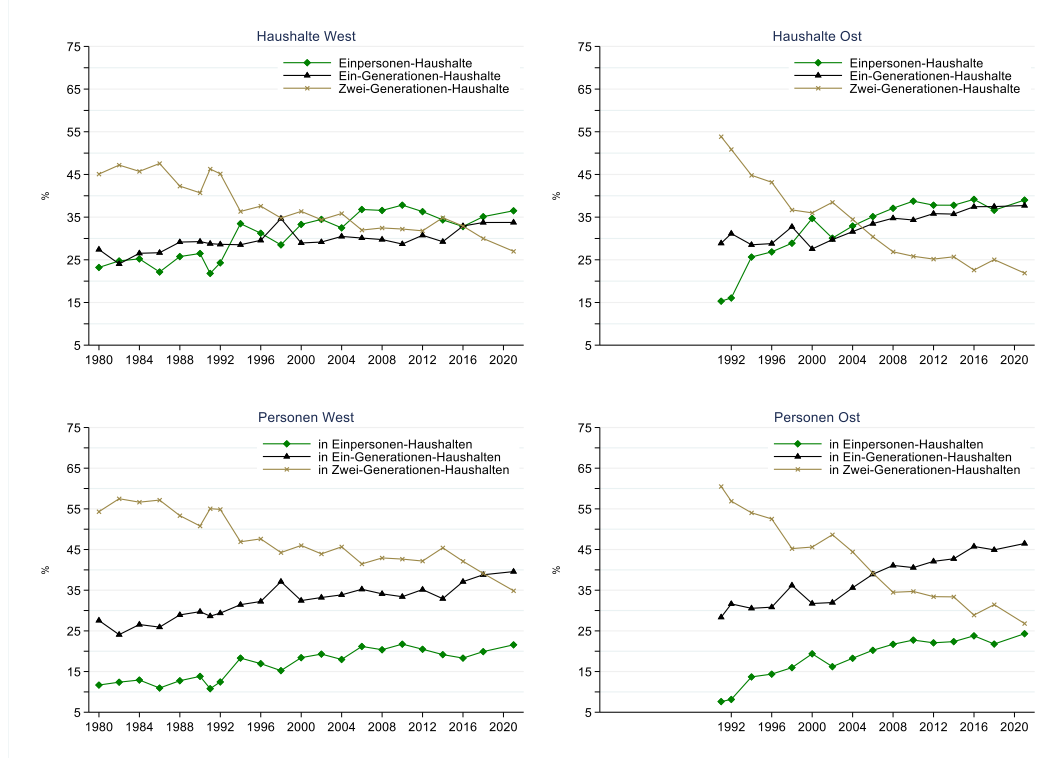 Haushalte West
75
65
55
45
35
25
15
5
%
Einpersonen-Haushalte
Ein-Generationen-Haushalte
Zwei-Generationen-Haushalte
1980 1984 1988 1992 1996 2000 2004 2008 2012 2016 2020
Haushalte Ost
75
65
55
45
35
25
15
5
%
Einpersonen-Haushalte
Ein-Generationen-Haushalte
Zwei-Generationen-Haushalte
1992 1996 2000 2004 2008 2012 2016 2020
Personen West
75
65
55
45
35
25
15
5
%
in Einpersonen-Haushalten
in Ein-Generationen-Haushalten
in Zwei-Generationen-Haushalten
1980 1984 1988 1992 1996 2000 2004 2008 2012 2016 2020
Personen Ost
75
65
55
45
35
25
15
5
%
in Einpersonen-Haushalten
in Ein-Generationen-Haushalten
in Zwei-Generationen-Haushalten
1992 1996 2000 2004 2008 2012 2016 2020